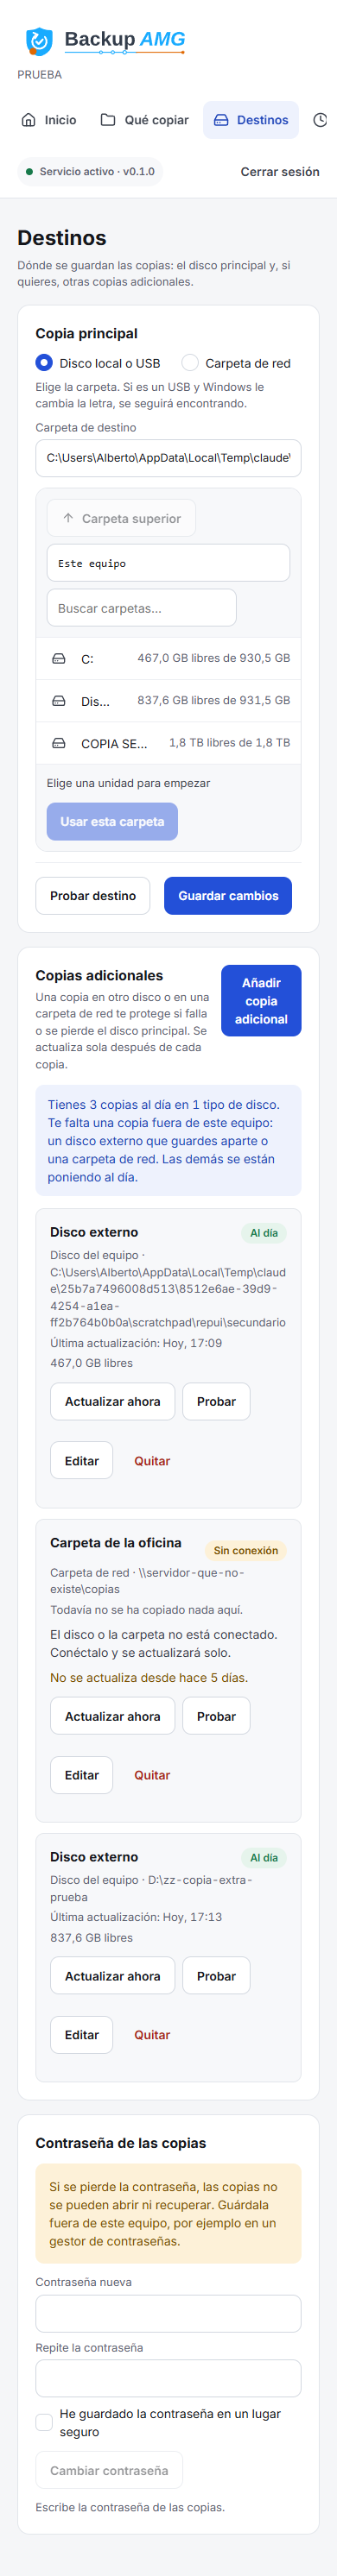 Backup AMG
PRUEBA
Inicio
Qué copiar
Destinos
Servicio activo · v0.1.0
Cerrar sesión
Destinos
Dónde se guardan las copias: el disco principal y, si
quieres, otras copias adicionales.
Copia principal
Disco local o USB
Carpeta de red
Elige la carpeta. Si es un USB y Windows le
cambia la letra, se seguirá encontrando.
Carpeta de destino
C:\Users\Alberto\AppData\Local\Temp\claude\
Carpeta superior
Este equipo
Buscar carpetas...
C:
467,0 GB libres de 930,5 GB
Dis...
837,6 GB libres de 931,5 GB
COPIA SE...
1,8 TB libres de 1,8 TB
Elige una unidad para empezar
Usar esta carpeta
Probar destino
Guardar cambios
Copias adicionales
Una copia en otro disco o en una
carpeta de red te protege si falla
o se pierde el disco principal. Se
actualiza sola después de cada
copia.
Añadir
copia
adicional
Tienes 3 copias al día en 1 tipo de disco.
Te falta una copia fuera de este equipo:
un disco externo que guardes aparte o
una carpeta de red. Las demás se están
poniendo al día.
Disco externo
Al día
Disco del equipo ·
C:\Users\Alberto\AppData\Local\Temp\claud
e\25b7a7496008d513\8512e6ae-39d9-
4254-a1ea-
ff2b764b0b0a\scratchpad\repui\secundario
Última actualización: Hoy, 17:09
467,0 GB libres
Actualizar ahora
Probar
Editar
Quitar
Carpeta de la oficina
Sin conexión
Carpeta de red · \\servidor-que-no-
existe\copias
Todavía no se ha copiado nada aquí.
El disco o la carpeta no está conectado.
Conéctalo y se actualizará solo.
No se actualiza desde hace 5 días.
Actualizar ahora
Probar
Editar
Quitar
Disco externo
Al día
Disco del equipo · D:\zz-copia-extra-
prueba
Última actualización: Hoy, 17:13
837,6 GB libres
Actualizar ahora
Probar
Editar
Quitar
Contraseña de las copias
Si se pierde la contraseña, las copias no
se pueden abrir ni recuperar. Guárdala
fuera de este equipo, por ejemplo en un
gestor de contraseñas.
Contraseña nueva
Repite la contraseña
He guardado la contraseña en un lugar
seguro
Cambiar contraseña
Escribe la contraseña de las copias.